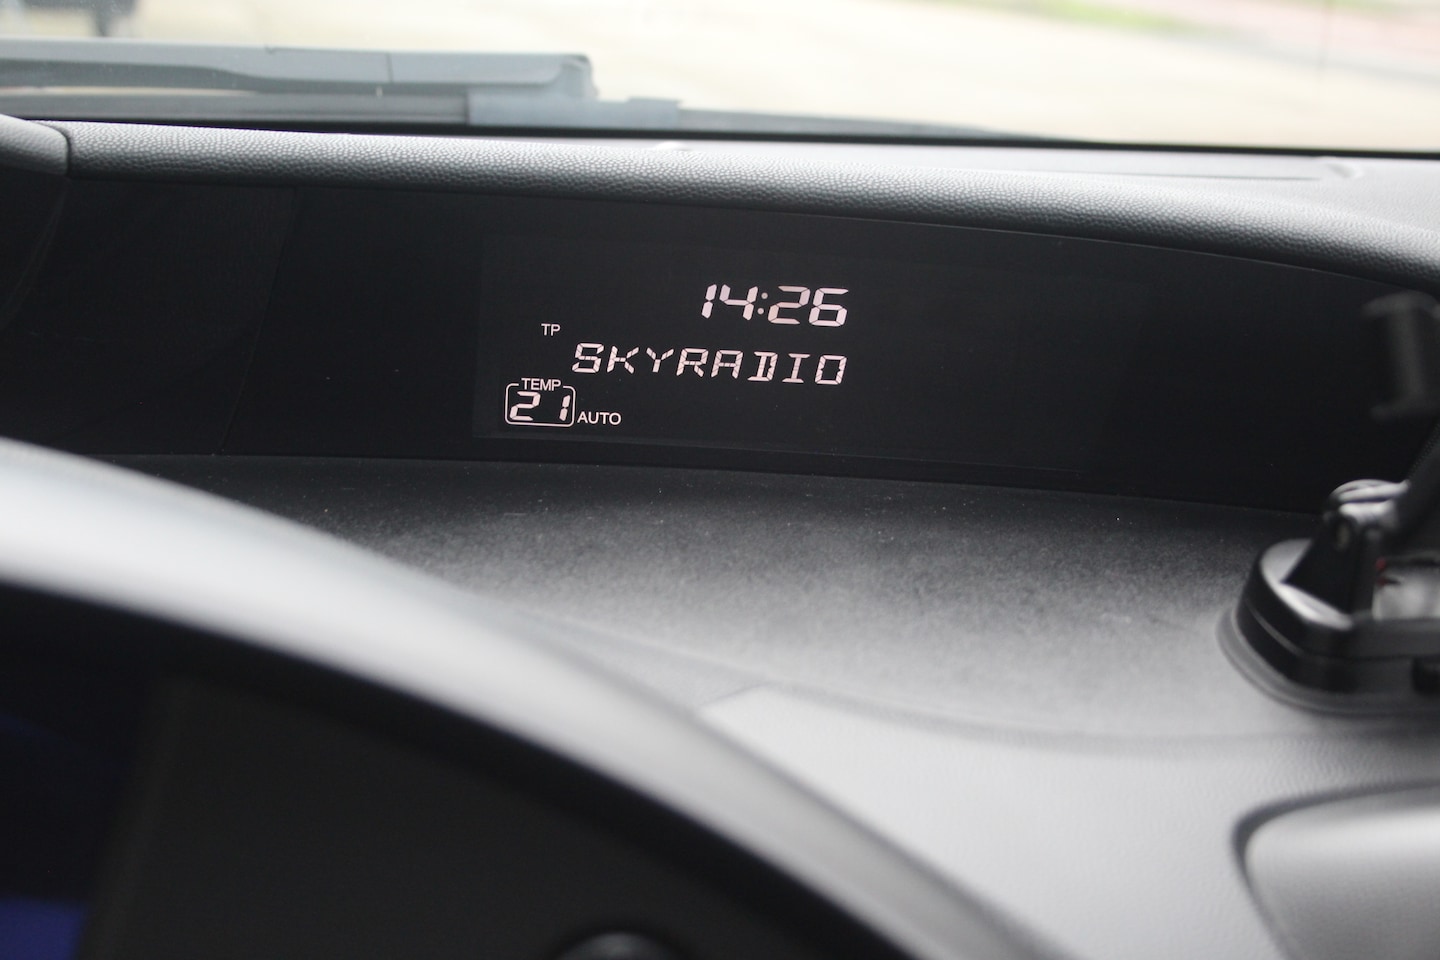 14:26
TP
SKYRADIO
TEMP
21 AUTO